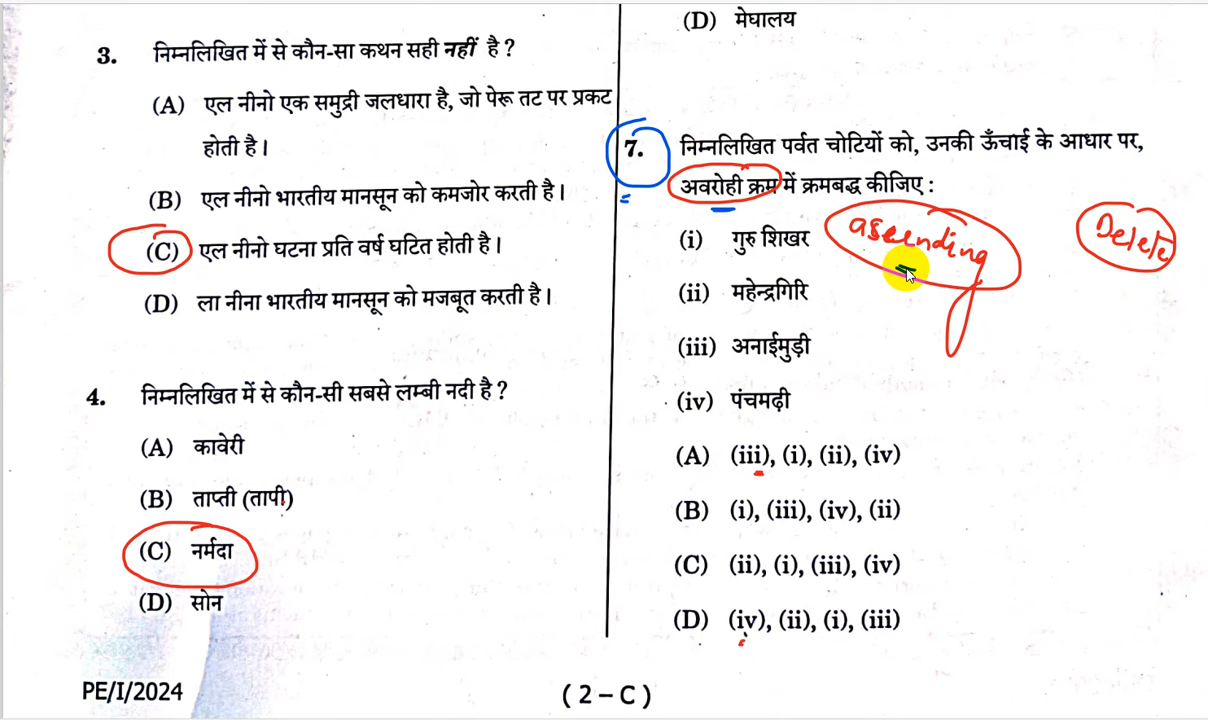 3. निम्नलिखित में से कौन-सा कथन सही नहीं है ?
(A) एल नीनो एक समुद्री जलधारा है, जो पेरू तट पर प्रकट
होती है।
(B) एल नीनो भारतीय मानसून को कमजोर करती है।
(C) एल नीनो घटना प्रति वर्ष घटित होती है।
(D) ला नीना भारतीय मानसून को मजबूत करती है।
4. निम्नलिखित में से कौन-सी सबसे लम्बी नदी है ?
(A) कावेरी
(B) ताप्ती (तापी)
(C) नर्मदा
(D) सोन
(D) मेघालय
7. निम्नलिखित पर्वत चोटियों को, उनकी ऊँचाई के आधार पर,
अवरोही क्रम में क्रमबद्ध कीजिए :
(i) गुरु शिखर
ascending
Delete
(ii) महेन्द्रगिरि
(iii) अनाईमुड़ी
(iv) पंचमढ़ी
(A) (iii), (i), (ii), (iv)
(B) (i), (iii), (iv), (ii)
(C) (ii), (i), (iii), (iv)
(D) (iv), (ii), (i), (iii)
PE/I/2024
( 2 – C )